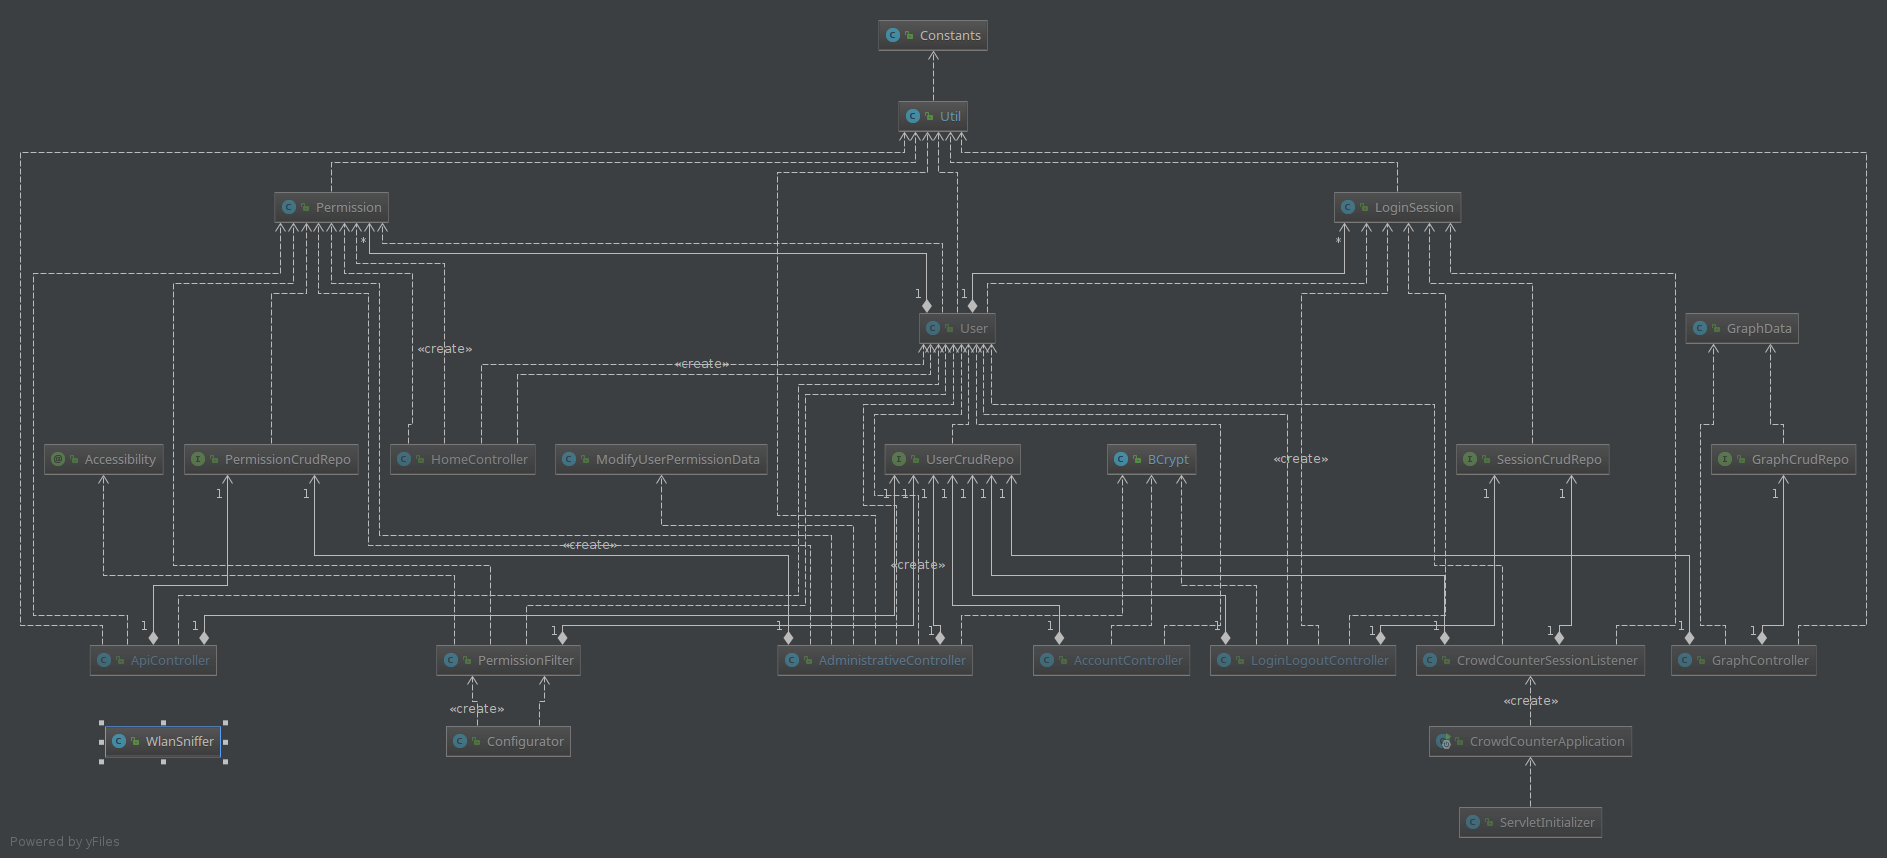 Constants
Util
Permission
LoginSession
*
*
1
1
User
GraphData
«create»
«create»
Accessibility
PermissionCrudRepo
HomeController
ModifyUserPermissionData
UserCrudRepo
BCrypt
«create»
SessionCrudRepo
GraphCrudRepo
1
1
1
1
1
1
1
1
1
1
1
1
«create»
«create»
1
1
1
1
1
1
1
1
1
1
1
ApiController
PermissionFilter
AdministrativeController
AccountController
LoginLogoutController
CrowdCounterSessionListener
GraphController
«create»
«create»
WlanSniffer
Configurator
CrowdCounterApplication
ServletInitializer
Powered by yFiles